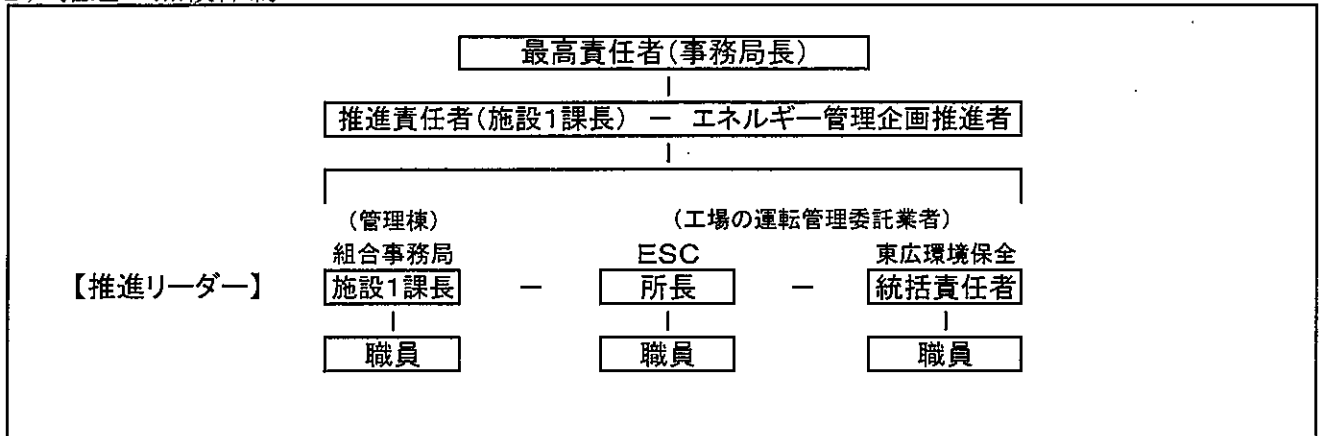 最高責任者(事務局長)
推進責任者(施設1課長) － エネルギー管理企画推進者
(管理棟) (工場の運転管理委託業者)
組合事務局 ESC 東広環境保全
【推進リーダー】 施設1課長 － 所長 － 統括責任者
職員 職員 職員